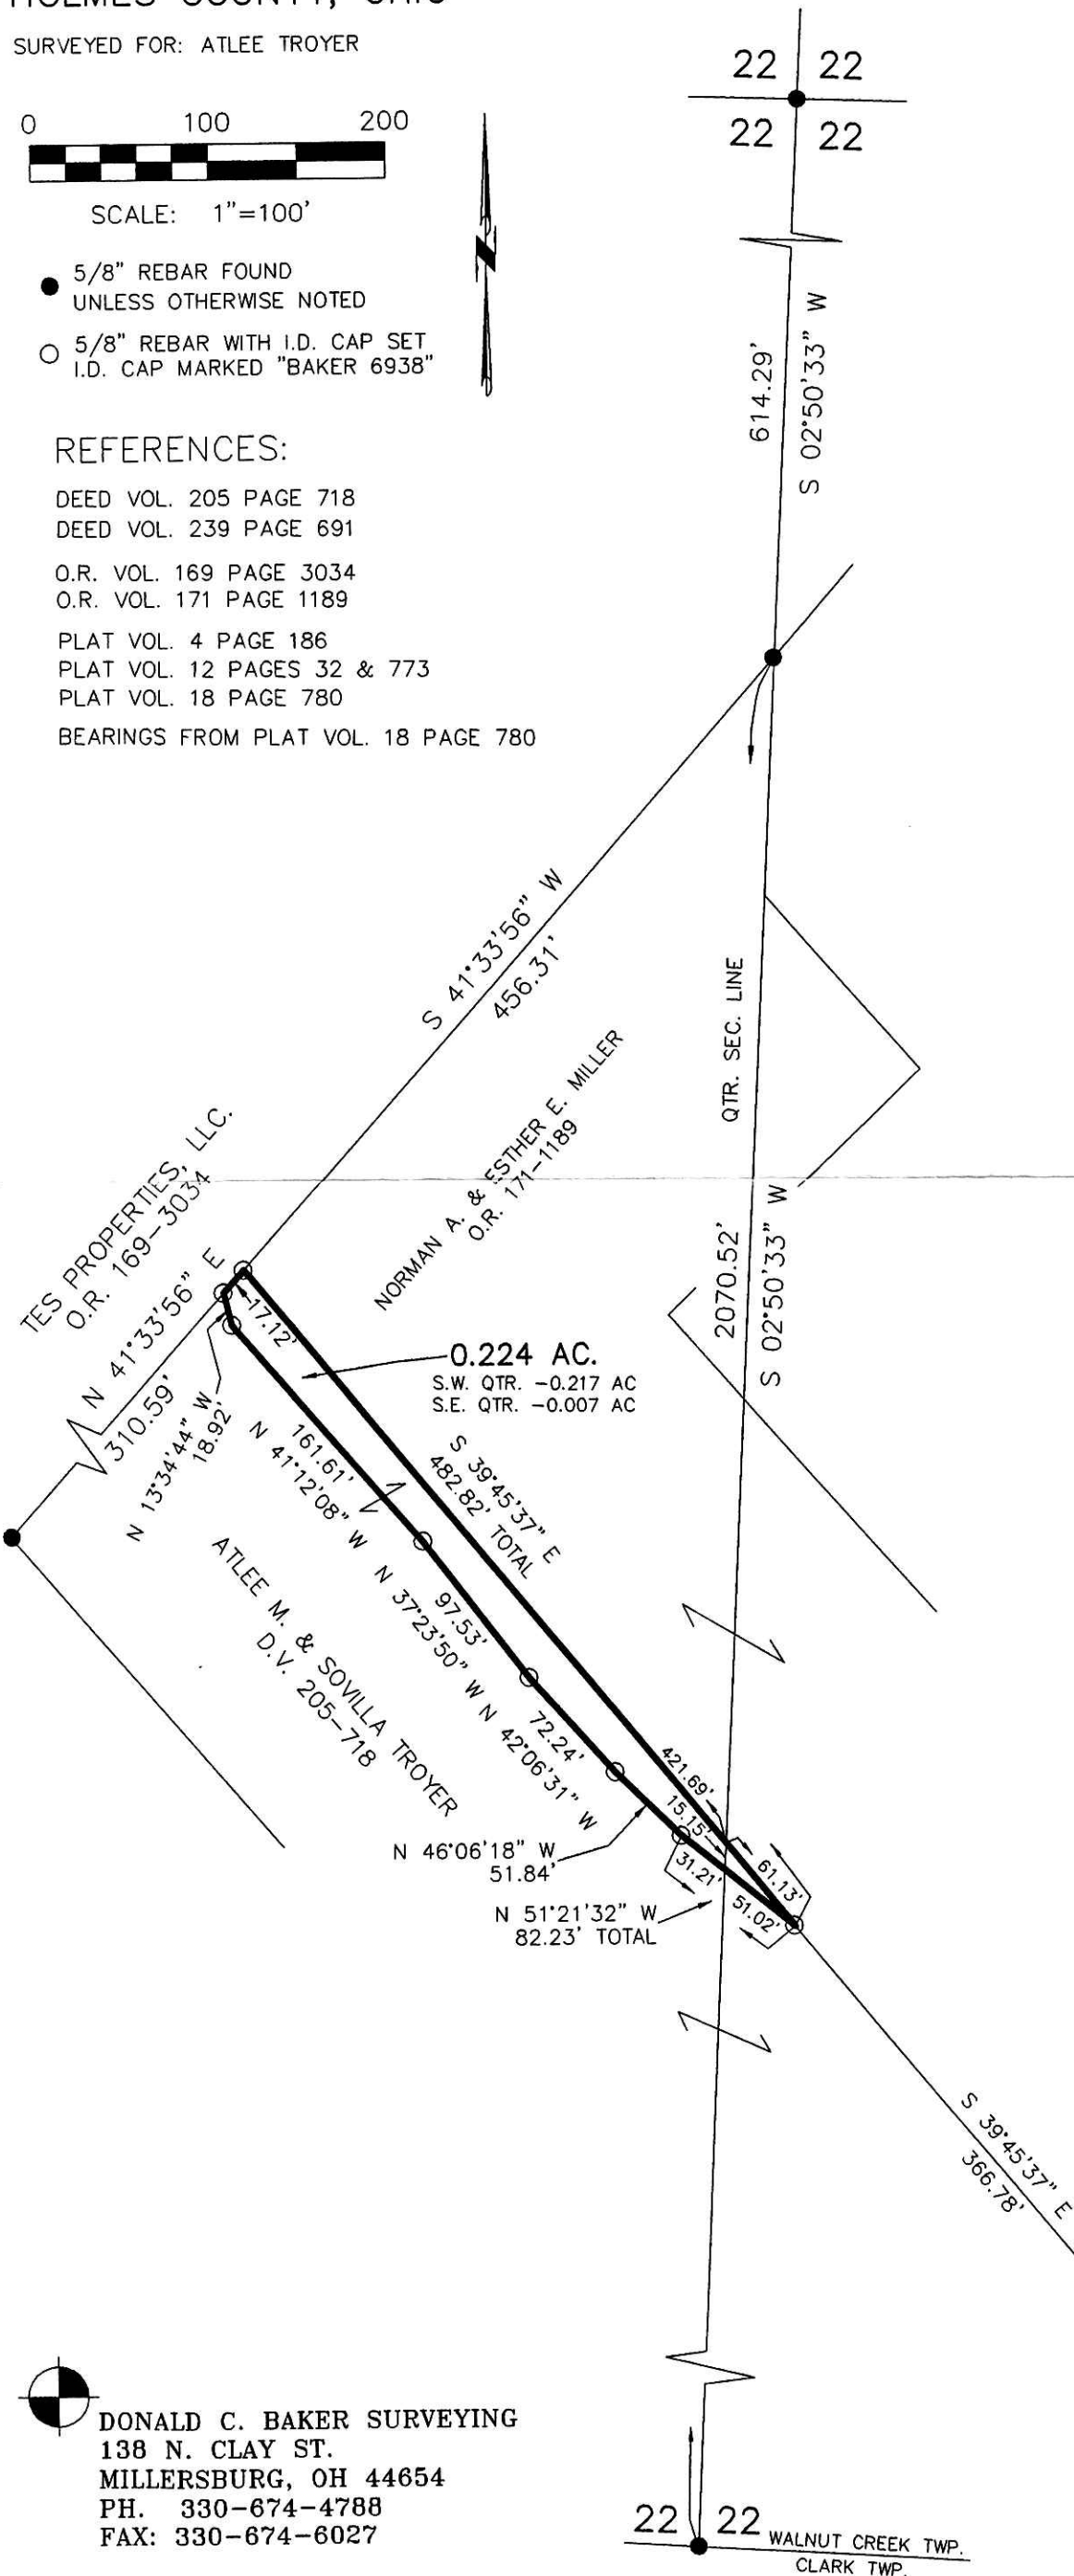 HOLMES COUNTY, OHIO
SURVEYED FOR: ATLEE TROYER
0 100 200
SCALE: 1"=100'
5/8" REBAR FOUND
UNLESS OTHERWISE NOTED
5/8" REBAR WITH I.D. CAP SET
I.D. CAP MARKED "BAKER 6938"
REFERENCES:
DEED VOL. 205 PAGE 718
DEED VOL. 239 PAGE 691
O.R. VOL. 169 PAGE 3034
O.R. VOL. 171 PAGE 1189
PLAT VOL. 4 PAGE 186
PLAT VOL. 12 PAGES 32 & 773
PLAT VOL. 18 PAGE 780
BEARINGS FROM PLAT VOL. 18 PAGE 780
22 22
22 22
614.29'
S 02°50'33" W
S 41°33'56" W
456.31'
QTR. SEC. LINE
2070.52'
S 02°50'33" W
NORMAN A. & ESTHER E. MILLER
O.R. 171-1189
TES PROPERTIES, LLC.
O.R. 169-3034
N 41°33'56" E
310.59'
17.12'
N 13°34'44" W
18.92'
0.224 AC.
S.W. QTR. -0.217 AC
S.E. QTR. -0.007 AC
161.61'
N 41°12'08" W
S 39°45'37" E
482.82' TOTAL
97.53'
N 37°23'50" W
ATLEE M. & SOVILLA TROYER
D.V. 205-718
72.24'
N 42°06'31" W
N 46°06'18" W
51.84'
421.69'
15.15'
31.21'
61.13'
51.02'
N 51°21'32" W
82.23' TOTAL
S 39°45'37" E
366.78'
DONALD C. BAKER SURVEYING
138 N. CLAY ST.
MILLERSBURG, OH 44654
PH. 330-674-4788
FAX: 330-674-6027
22 22
WALNUT CREEK TWP.
CLARK TWP.